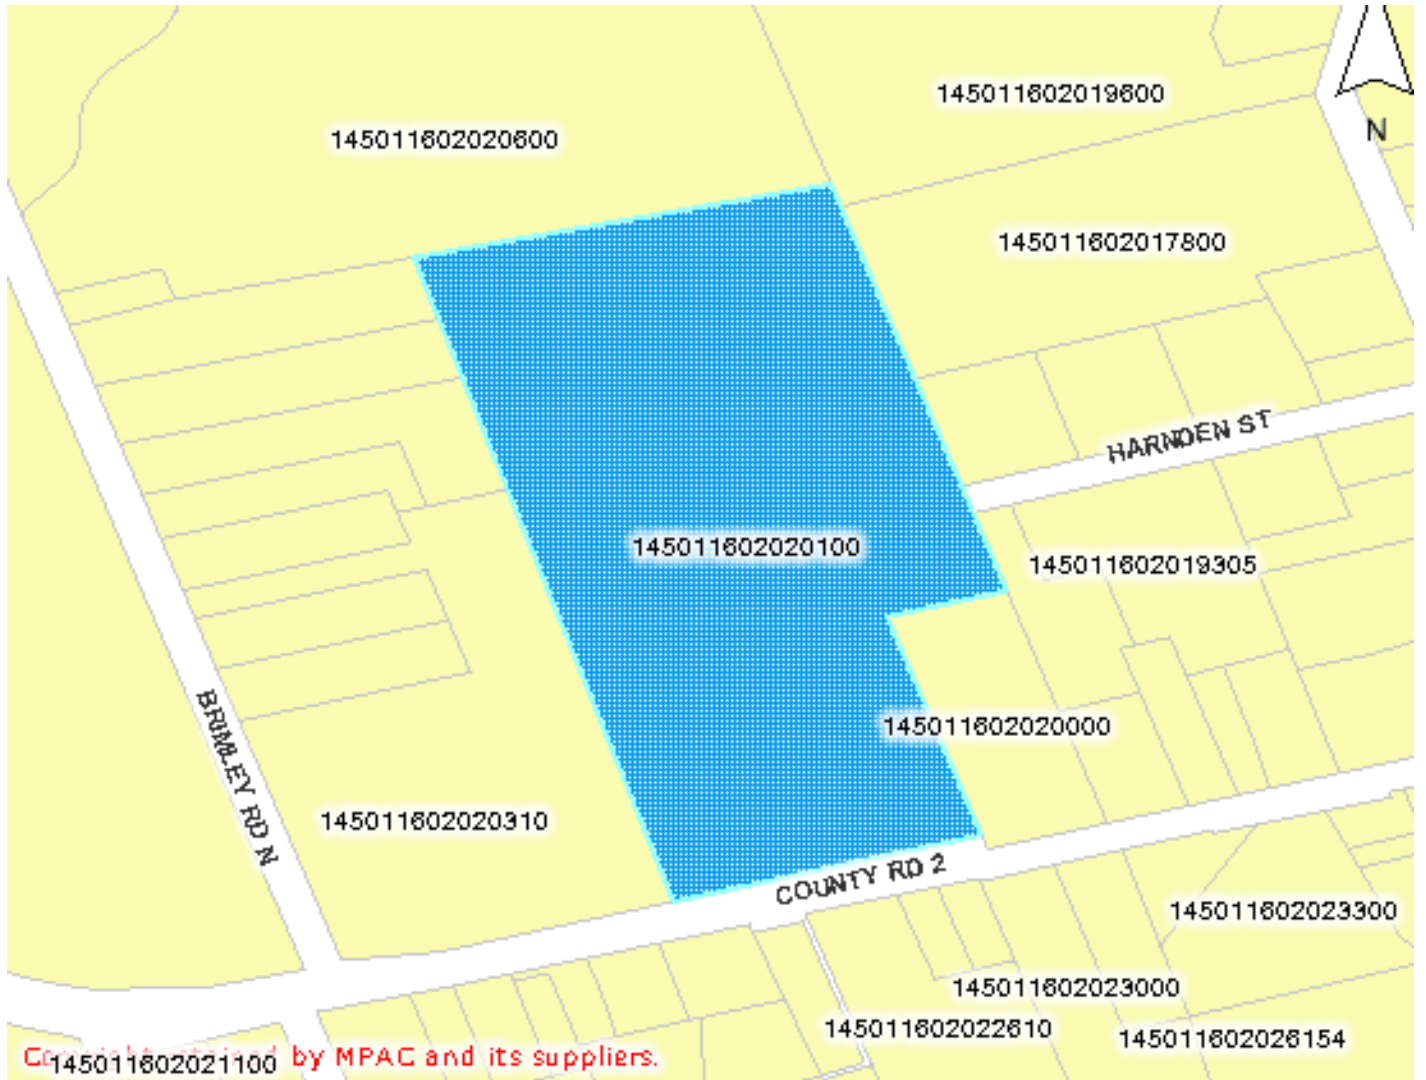 145011602019600
N
145011602020600
145011602017800
HARNDEN ST
145011602020100
145011602019305
145011602020000
BRIMLEY RD N
145011602020310
COUNTY RD 2
145011602023300
145011602023000
145011602022610
145011602026154
by MPAC and its suppliers.
145011602021100